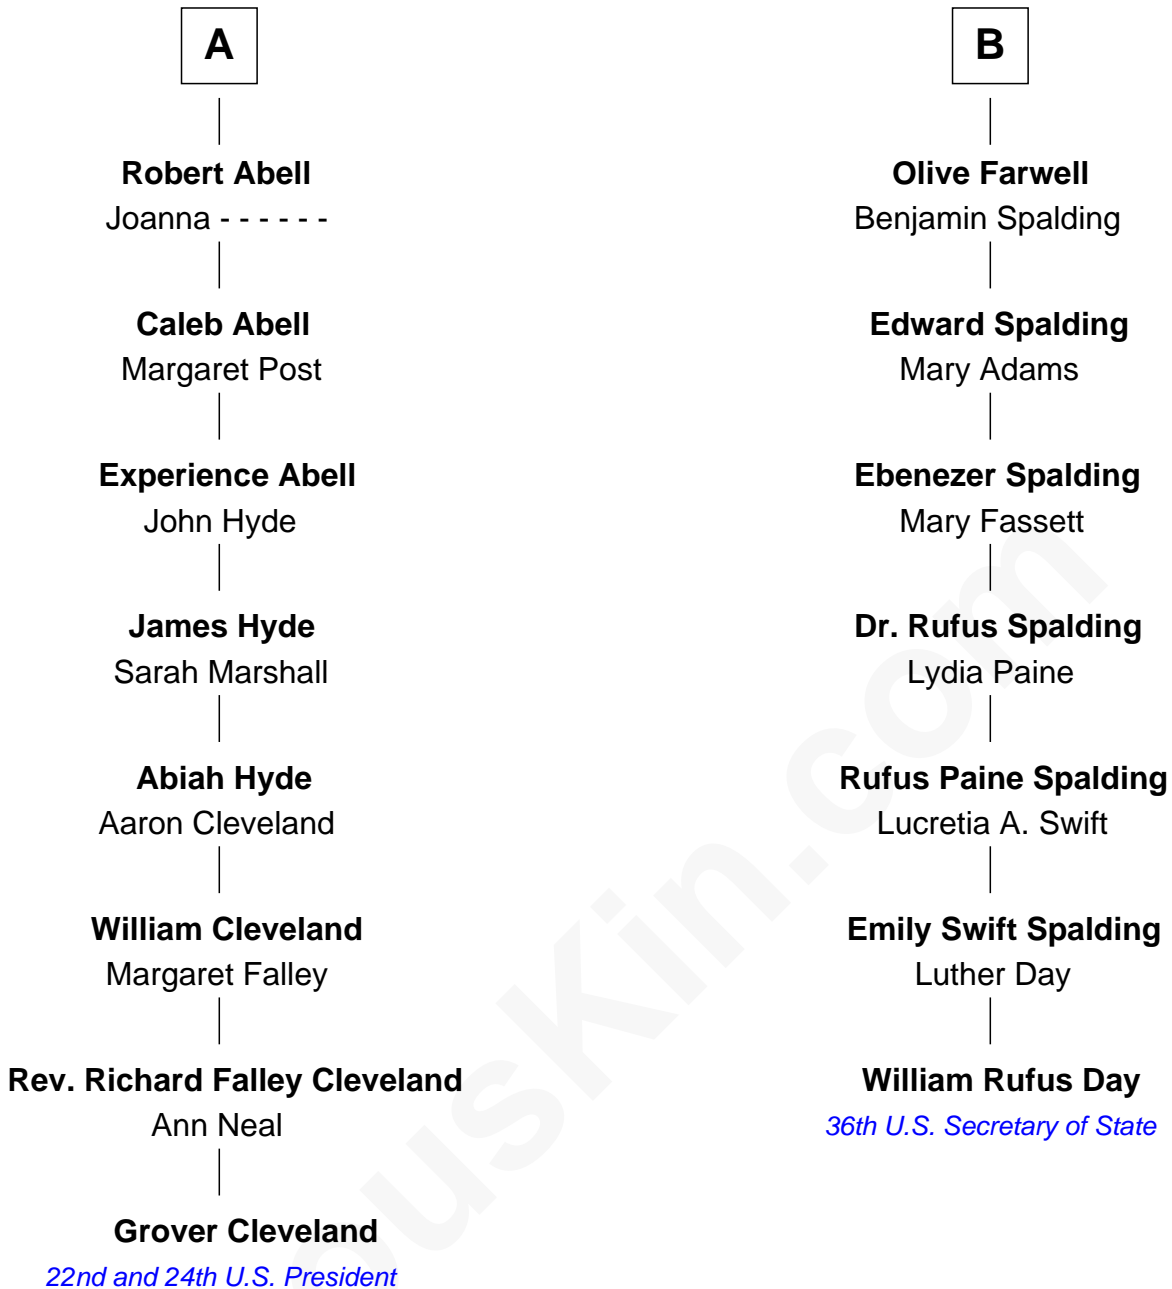 A
Robert Abell
Joanna - - - - - -
Caleb Abell
Margaret Post
Experience Abell
John Hyde
James Hyde
Sarah Marshall
Abiah Hyde
Aaron Cleveland
William Cleveland
Margaret Falley
Rev. Richard Falley Cleveland
Ann Neal
Grover Cleveland
22nd and 24th U.S. President
B
Olive Farwell
Benjamin Spalding
Edward Spalding
Mary Adams
Ebenezer Spalding
Mary Fassett
Dr. Rufus Spalding
Lydia Paine
Rufus Paine Spalding
Lucretia A. Swift
Emily Swift Spalding
Luther Day
William Rufus Day
36th U.S. Secretary of State
ousKin.com